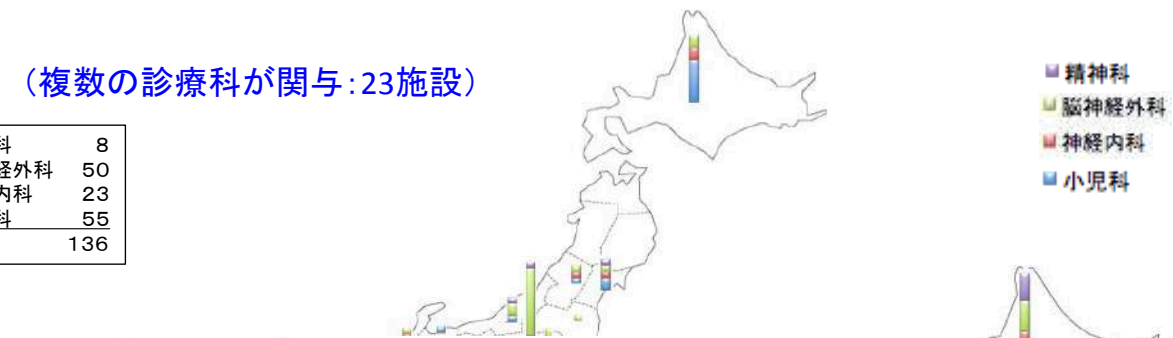 （複数の診療科が関与：23施設）
科 8
経外科 50
内科 23
科 55
136
精神科
脳神経外科
神経内科
小児科